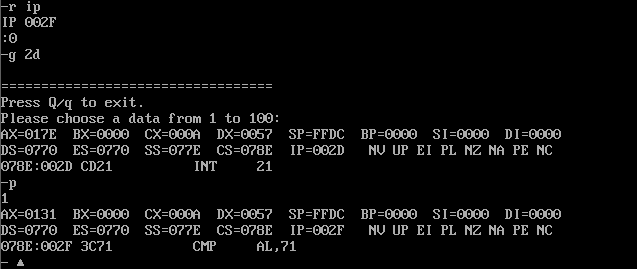 -r ip
IP 002F
:0
-g 2d
==================================
Press Q/q to exit.
Please choose a data from 1 to 100:
AX=017E BX=0000 CX=000A DX=0057 SP=FFDC BP=0000 SI=0000 DI=0000
DS=0770 ES=0770 SS=077E CS=078E IP=002D NV UP EI PL NZ NA PE NC
078E:002D CD21 INT 21
-p
1
AX=0131 BX=0000 CX=000A DX=0057 SP=FFDC BP=0000 SI=0000 DI=0000
DS=0770 ES=0770 SS=077E CS=078E IP=002F NV UP EI PL NZ NA PE NC
078E:002F 3C71 CMP AL,71
- ▲